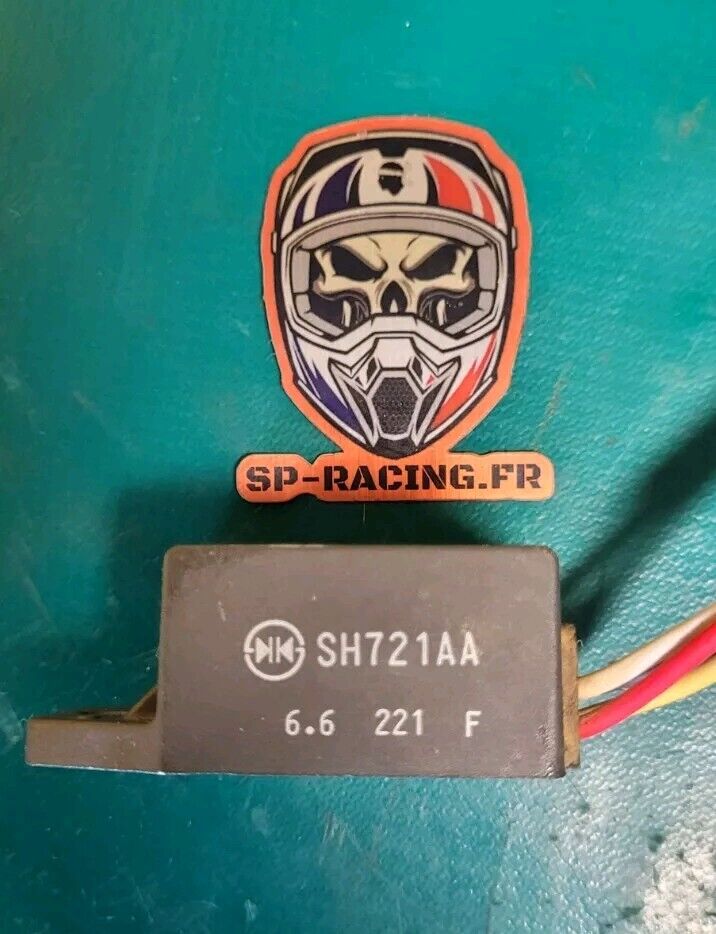 SP-RACING.FR
SH721AA
6.6 221 F